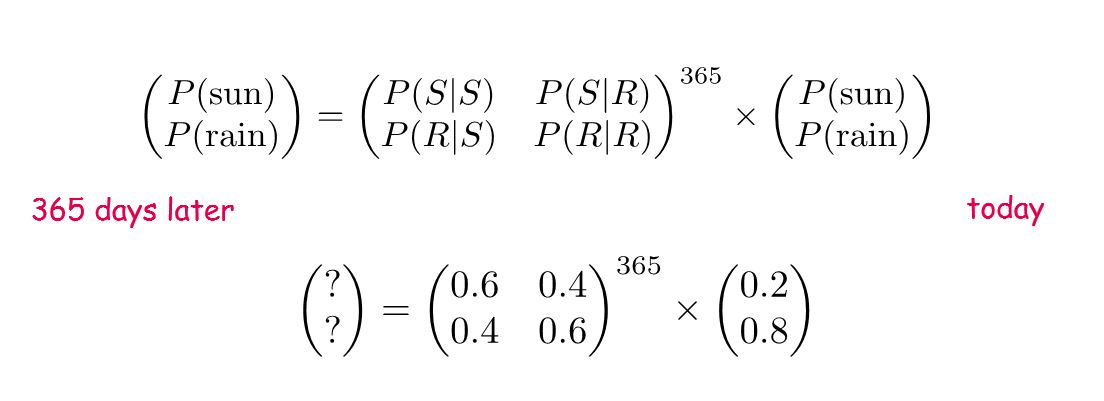 (P(sun) P(rain)) = (P(S|S) P(S|R) P(R|S) P(R|R))^365 × (P(sun) P(rain))
365 days later
today
(? ?) = (0.6 0.4 0.4 0.6)^365 × (0.2 0.8)